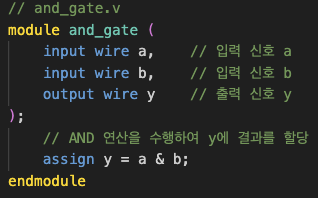 // and_gate.v
module and_gate (
    input wire a,    // 입력 신호 a
    input wire b,    // 입력 신호 b
    output wire y    // 출력 신호 y
);
    // AND 연산을 수행하여 y에 결과를 할당
    assign y = a & b;
endmodule